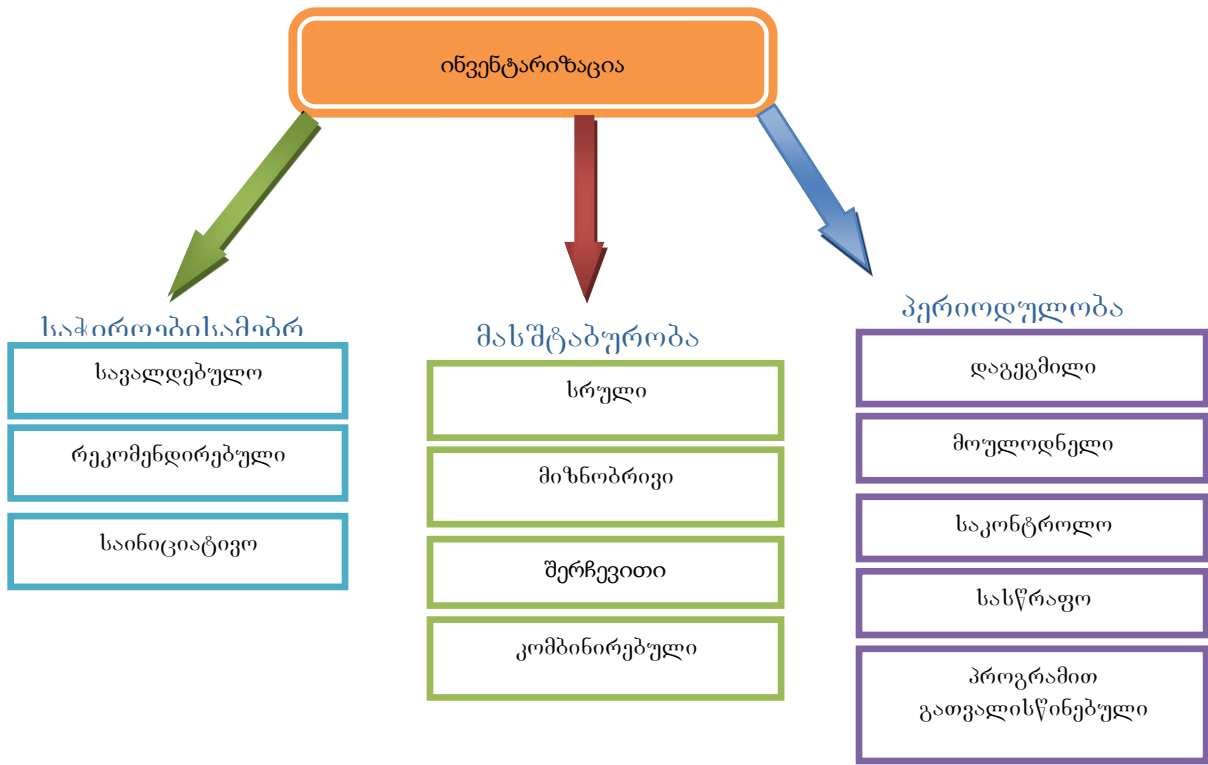 ინვენტარიზაცია
საჭიროებისამებრ
სავალდებულო
რეკომენდირებული
საინიციატივო
მასშტაბურობა
სრული
მიზნობრივი
შერჩევითი
კომბინირებული
პერიოდულობა
დაგეგმილი
მოულოდნელი
საკონტროლო
სასწრაფო
პროგრამით
გათვალისწინებული